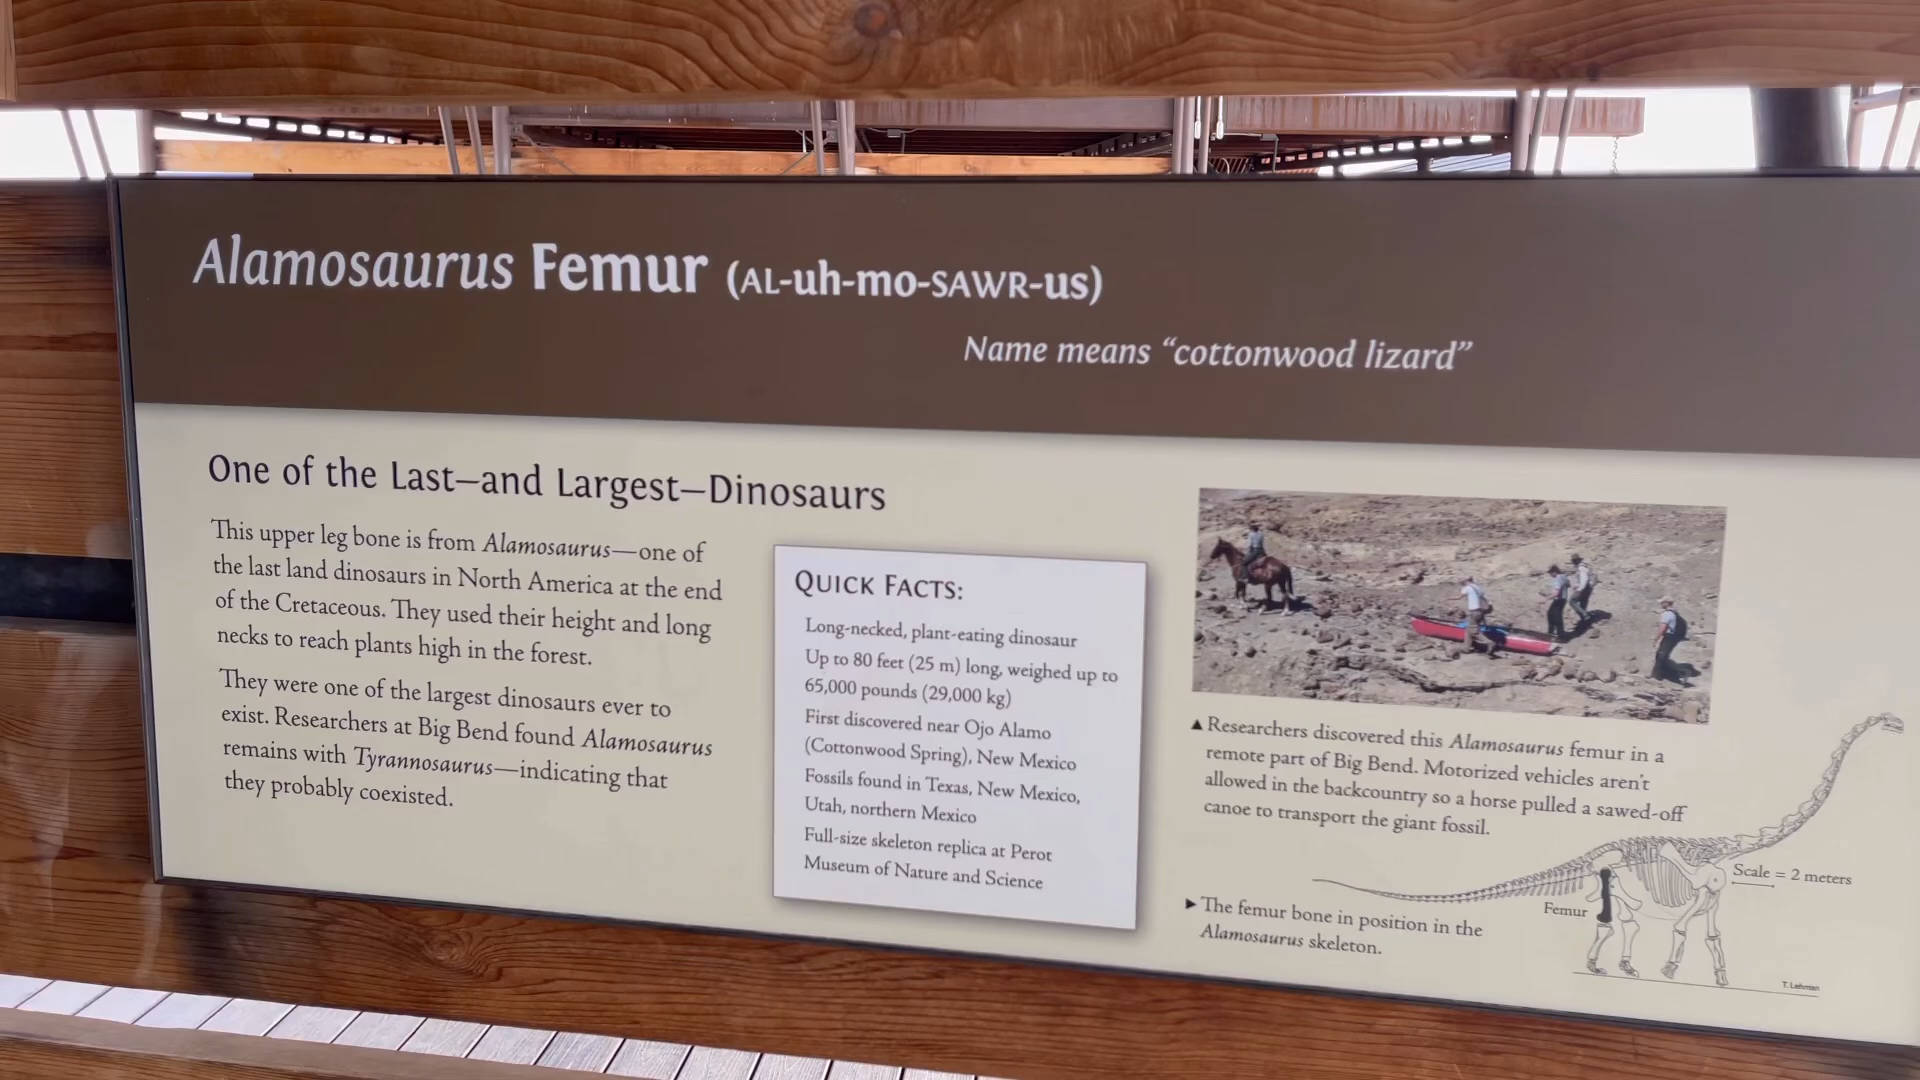 Alamosaurus Femur (AL-uh-mo-SAWR-us)
Name means “cottonwood lizard”
One of the Last—and Largest—Dinosaurs
This upper leg bone is from Alamosaurus—one of
the last land dinosaurs in North America at the end
of the Cretaceous. They used their height and long
necks to reach plants high in the forest.
They were one of the largest dinosaurs ever to
exist. Researchers at Big Bend found Alamosaurus
remains with Tyrannosaurus—indicating that
they probably coexisted.
QUICK FACTS:
Long-necked, plant-eating dinosaur
Up to 80 feet (25 m) long, weighed up to
65,000 pounds (29,000 kg)
First discovered near Ojo Alamo
(Cottonwood Spring), New Mexico
Fossils found in Texas, New Mexico,
Utah, northern Mexico
Full-size skeleton replica at Perot
Museum of Nature and Science
▲ Researchers discovered this Alamosaurus femur in a
remote part of Big Bend. Motorized vehicles aren’t
allowed in the backcountry so a horse pulled a sawed-off
canoe to transport the giant fossil.
▶ The femur bone in position in the
Alamosaurus skeleton.
Femur
Scale = 2 meters
T. Lehman